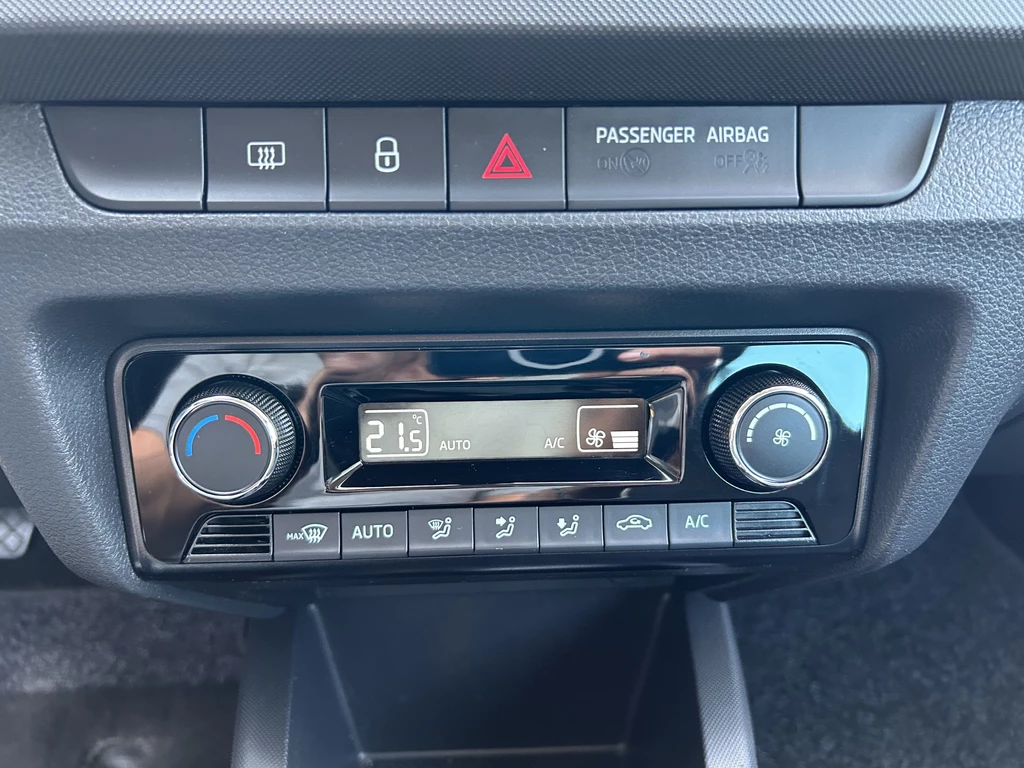 PASSENGER AIRBAG
ON OFF
21.5 °C AUTO A/C
MAX AUTO A/C